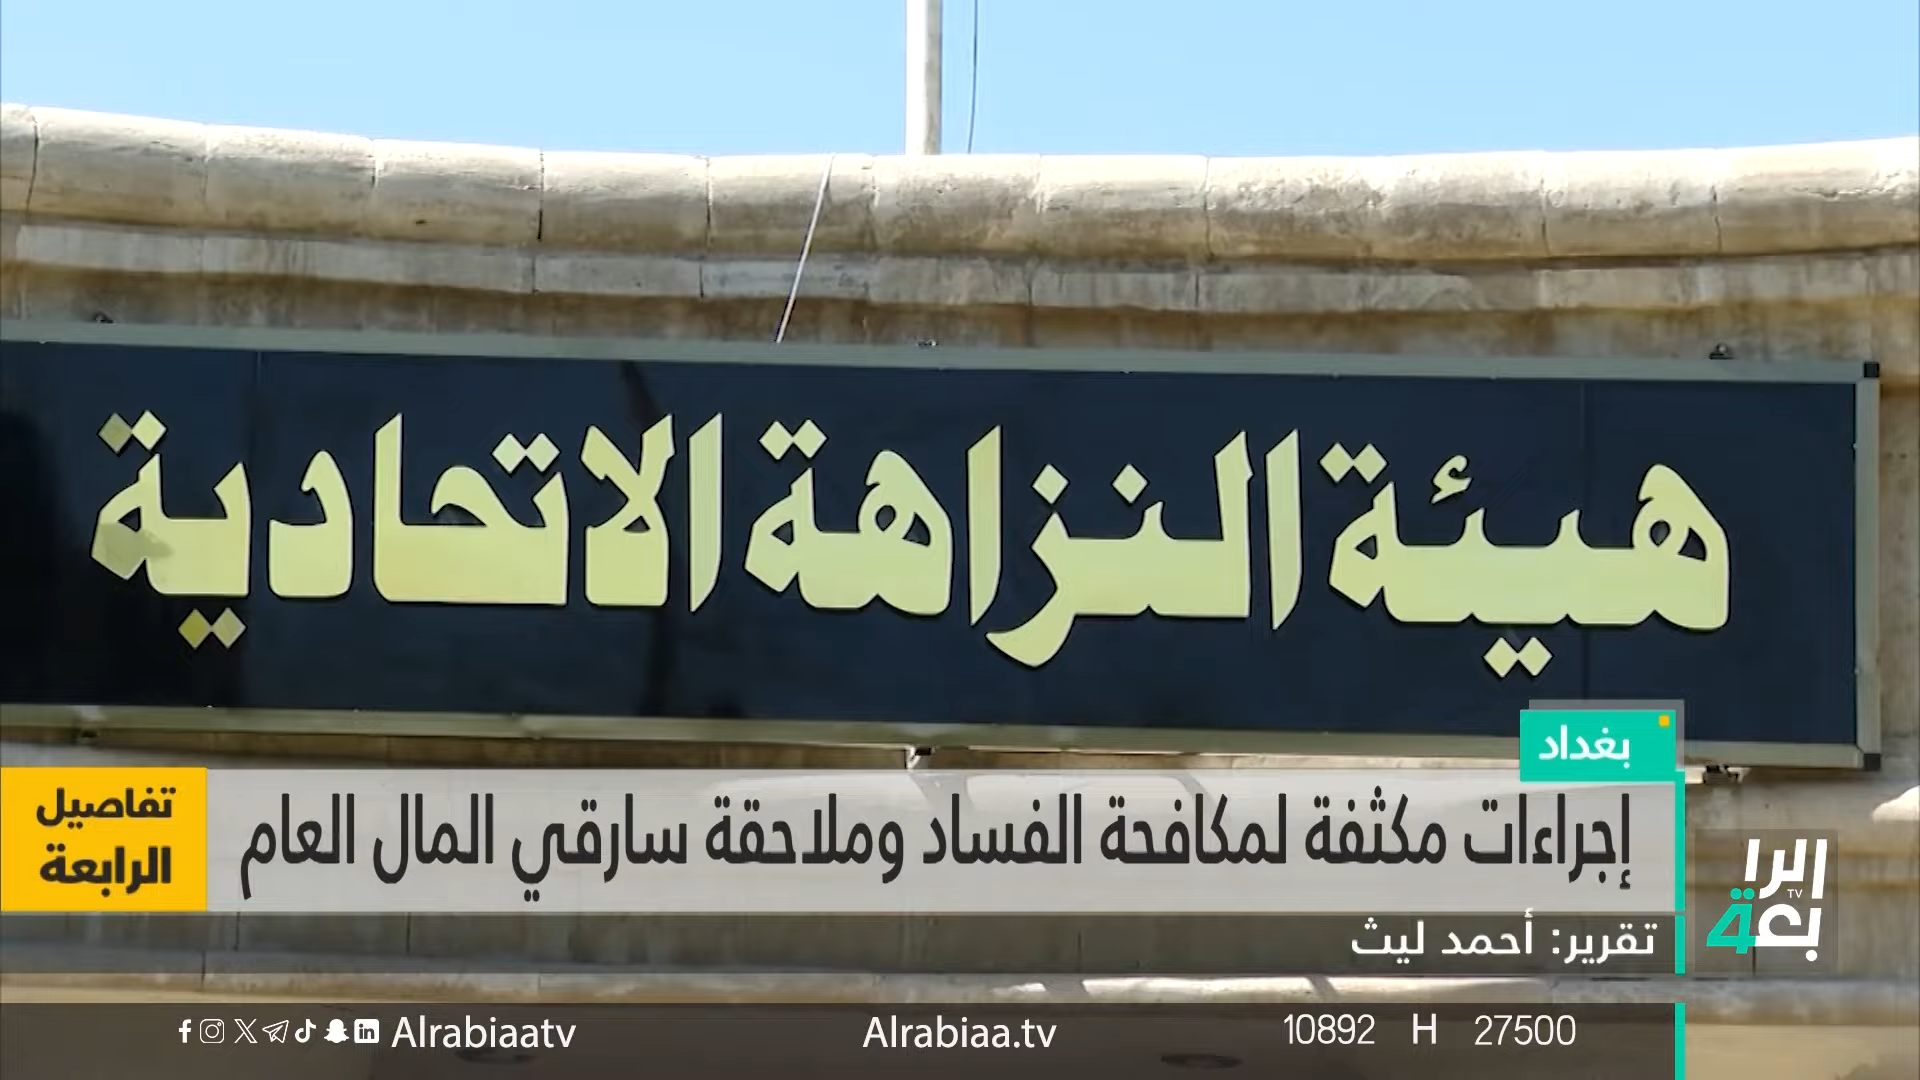 هيئة النزاهة الاتحادية
بغداد
إجراءات مكثفة لمكافحة الفساد وملاحقة سارقي المال العام
تفاصيل
الرابعة
تقرير: أحمد ليث
الرابعة
TV
4
Alrabiaatv
Alrabiaa.tv
10892 H 27500